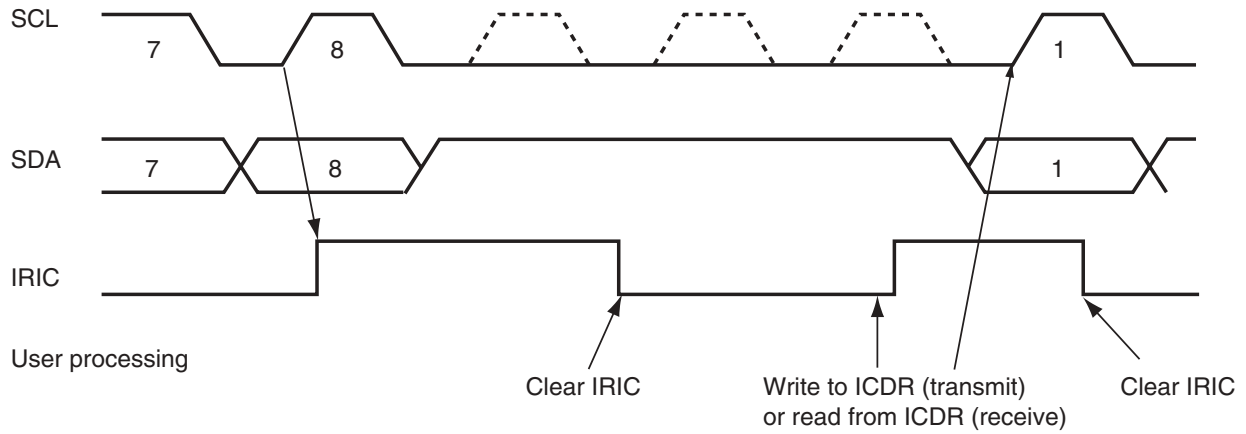 SCL
7
8
1
SDA
7
8
1
IRIC
User processing
Clear IRIC
Write to ICDR (transmit)
or read from ICDR (receive)
Clear IRIC